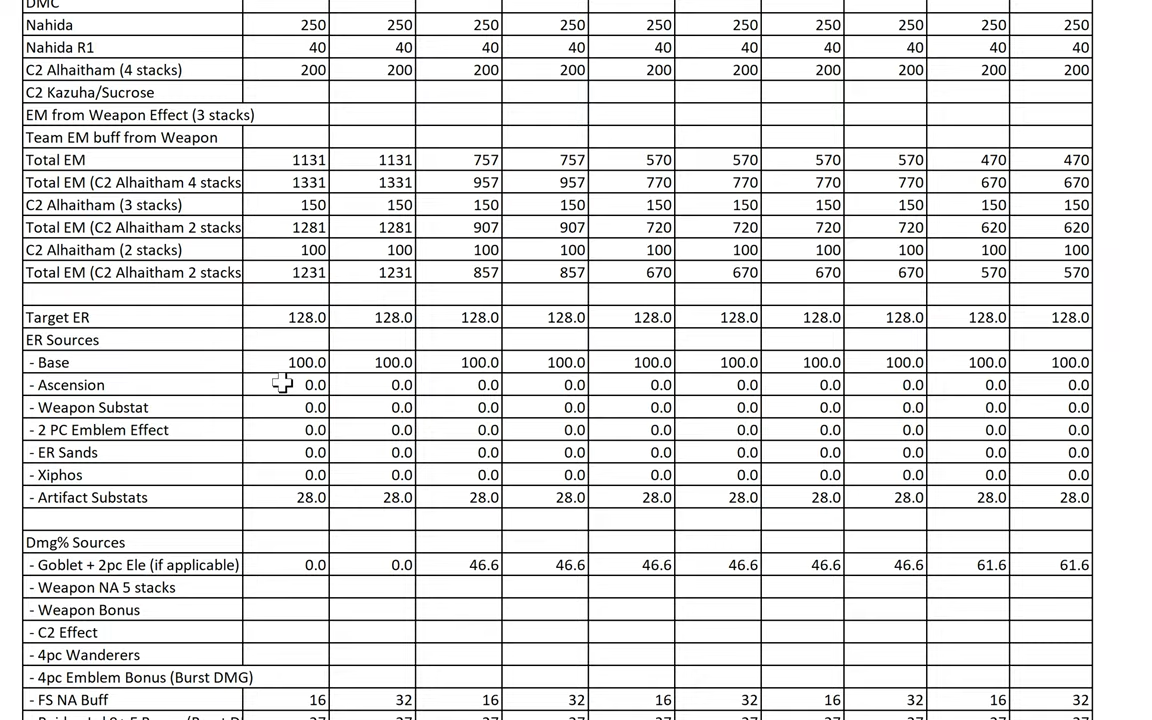 DMC
Nahida 250 250 250 250 250 250 250 250 250 250
Nahida R1 40 40 40 40 40 40 40 40 40 40
C2 Alhaitham (4 stacks) 200 200 200 200 200 200 200 200 200 200
C2 Kazuha/Sucrose
EM from Weapon Effect (3 stacks)
Team EM buff from Weapon
Total EM 1131 1131 757 757 570 570 570 570 470 470
Total EM (C2 Alhaitham 4 stacks 1331 1331 957 957 770 770 770 770 670 670
C2 Alhaitham (3 stacks) 150 150 150 150 150 150 150 150 150 150
Total EM (C2 Alhaitham 2 stacks 1281 1281 907 907 720 720 720 720 620 620
C2 Alhaitham (2 stacks) 100 100 100 100 100 100 100 100 100 100
Total EM (C2 Alhaitham 2 stacks 1231 1231 857 857 670 670 670 670 570 570
Target ER 128.0 128.0 128.0 128.0 128.0 128.0 128.0 128.0 128.0 128.0
ER Sources
- Base 100.0 100.0 100.0 100.0 100.0 100.0 100.0 100.0 100.0 100.0
- Ascension 0.0 0.0 0.0 0.0 0.0 0.0 0.0 0.0 0.0 0.0
- Weapon Substat 0.0 0.0 0.0 0.0 0.0 0.0 0.0 0.0 0.0 0.0
- 2 PC Emblem Effect 0.0 0.0 0.0 0.0 0.0 0.0 0.0 0.0 0.0 0.0
- ER Sands 0.0 0.0 0.0 0.0 0.0 0.0 0.0 0.0 0.0 0.0
- Xiphos 0.0 0.0 0.0 0.0 0.0 0.0 0.0 0.0 0.0 0.0
- Artifact Substats 28.0 28.0 28.0 28.0 28.0 28.0 28.0 28.0 28.0 28.0
Dmg% Sources
- Goblet + 2pc Ele (if applicable) 0.0 0.0 46.6 46.6 46.6 46.6 46.6 46.6 61.6 61.6
- Weapon NA 5 stacks
- Weapon Bonus
- C2 Effect
- 4pc Wanderers
- 4pc Emblem Bonus (Burst DMG)
- FS NA Buff 16 32 16 32 16 32 16 32 16 32